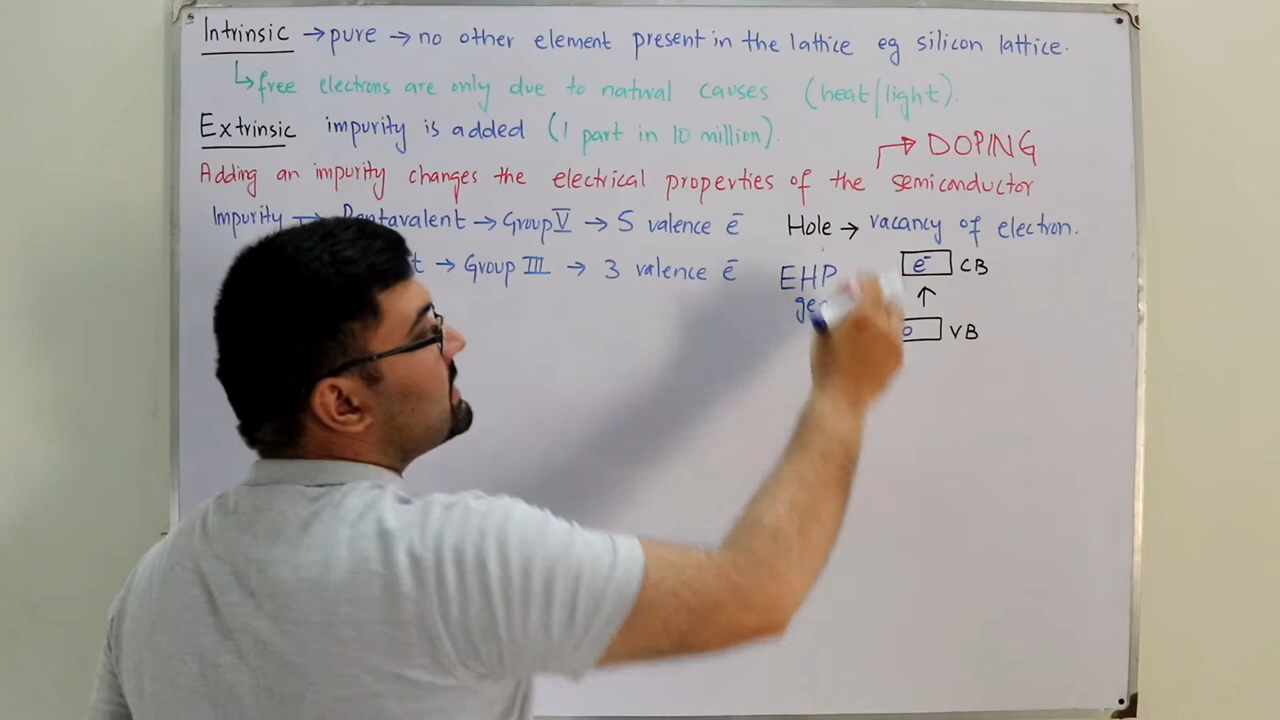 Intrinsic → pure → no other element present in the lattice eg silicon lattice.
↳ free electrons are only due to natural causes (heat/light).
Extrinsic impurity is added (1 part in 10 million).
→ DOPING
Adding an impurity changes the electrical properties of the semiconductor
Impurity → Pentavalent → Group V → 5 valence e⁻
→ Group III → 3 valence e⁻
Hole → vacancy of electron.
EHP
e⁻ CB
↑
o VB